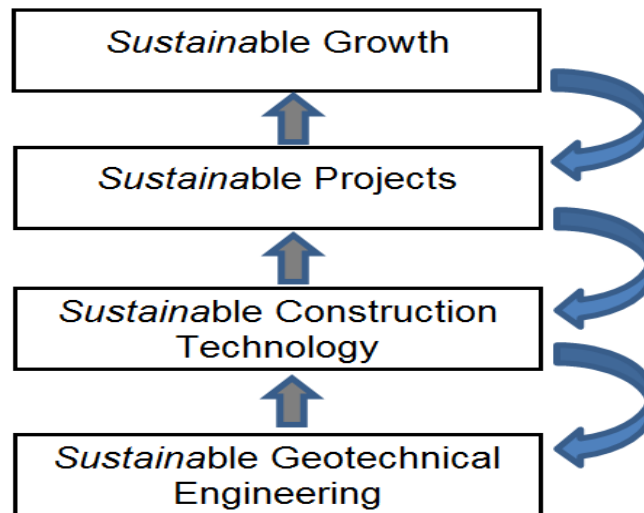 Sustainable Growth
Sustainable Projects
Sustainable Construction
Technology
Sustainable Geotechnical
Engineering